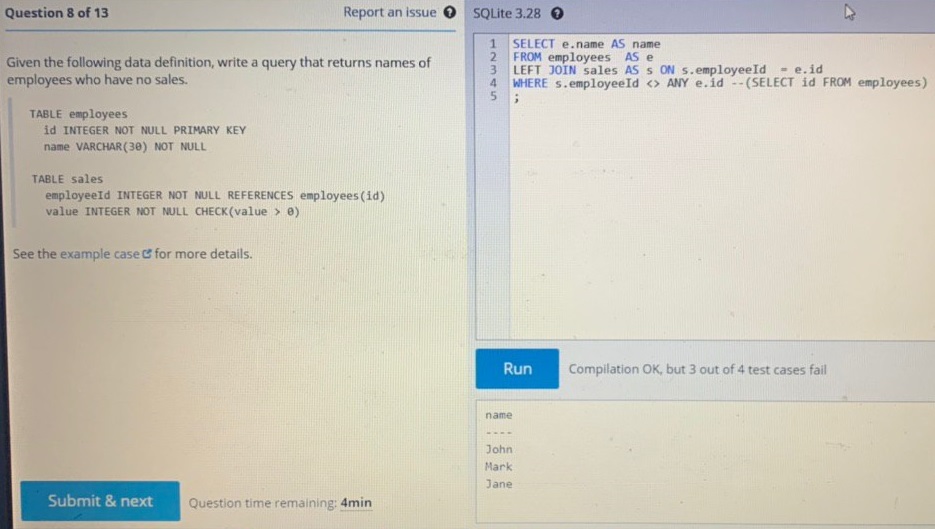 Question 8 of 13
Report an issue ?
SQLite 3.28 ?
Given the following data definition, write a query that returns names of
employees who have no sales.
TABLE employees
id INTEGER NOT NULL PRIMARY KEY
name VARCHAR(30) NOT NULL
TABLE sales
employeeId INTEGER NOT NULL REFERENCES employees(id)
value INTEGER NOT NULL CHECK(value > 0)
See the example case for more details.
Submit & next
Question time remaining: 4min
1 SELECT e.name AS name
2 FROM employees AS e
3 LEFT JOIN sales AS s ON s.employeeId = e.id
4 WHERE s.employeeId <> ANY e.id --(SELECT id FROM employees)
5 ;
Run
Compilation OK, but 3 out of 4 test cases fail
name
----
John
Mark
Jane